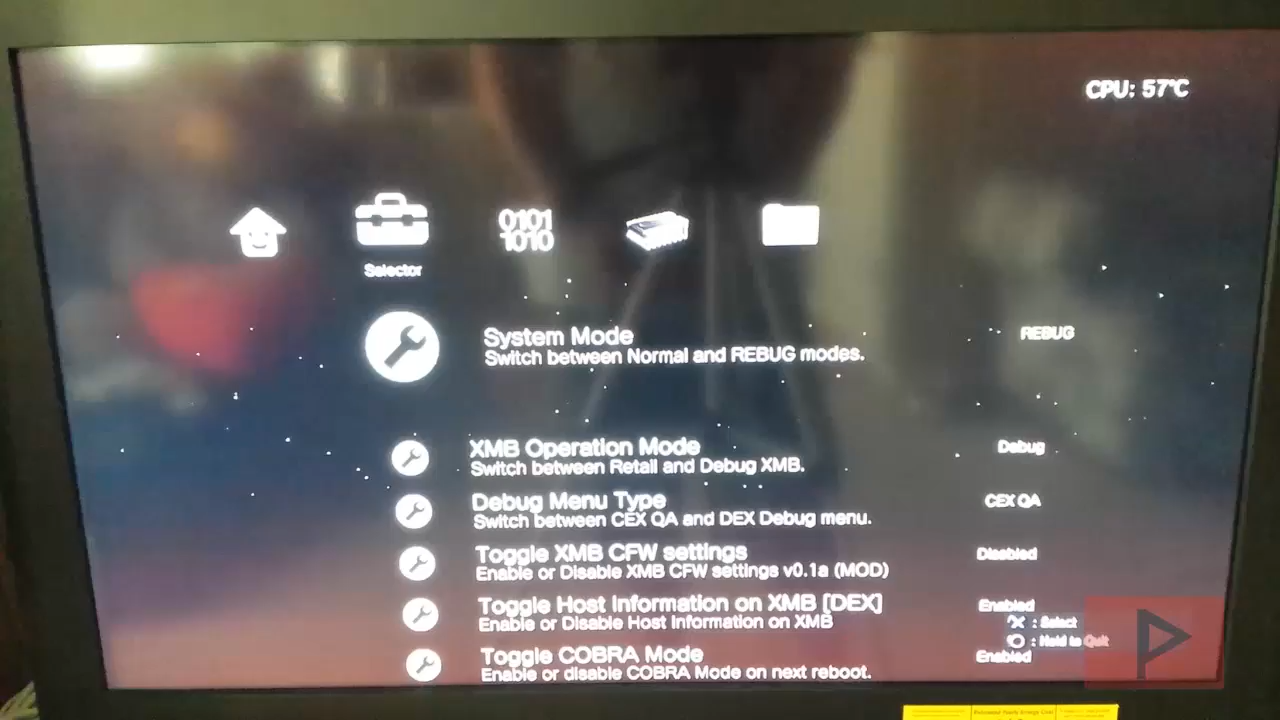 CPU: 57°C
0101
1010
Selector
System Mode
Switch between Normal and REBUG modes.
REBUG
XMB Operation Mode
Switch between Retail and Debug XMB.
Debug
Debug Menu Type
Switch between CEX QA and DEX Debug menu.
CEX QA
Toggle XMB CFW settings
Enable or Disable XMB CFW settings v0.1a (MOD)
Disabled
Toggle Host Information on XMB [DEX]
Enable or Disable Host Information on XMB
Enabled
X : Select
O : Hold to Quit
Toggle COBRA Mode
Enable or disable COBRA Mode on next reboot.
Enabled